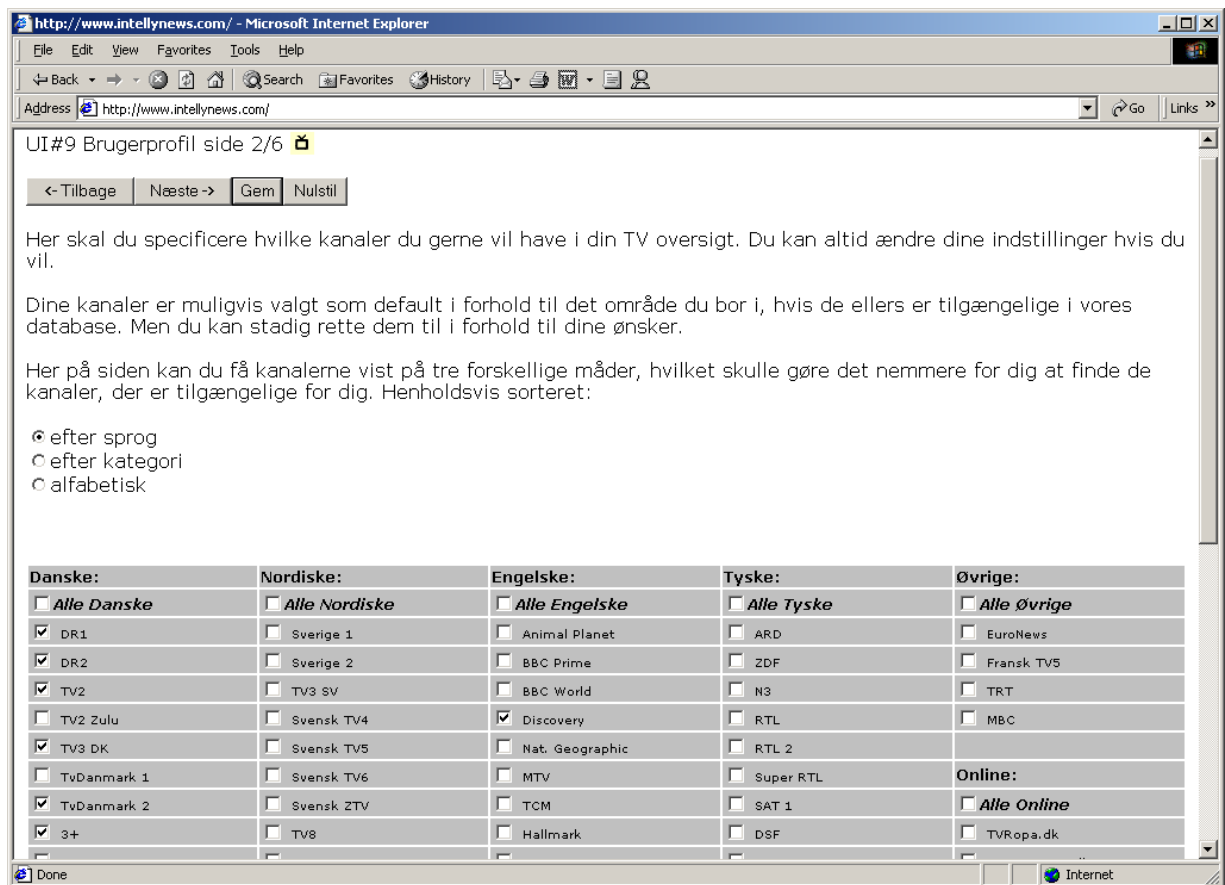 http://www.intellynews.com/ - Microsoft Internet Explorer
File Edit View Favorites Tools Help
Back Search Favorites History
Address http://www.intellynews.com/ Go Links »
UI#9 Brugerprofil side 2/6
<- Tilbage Næste -> Gem Nulstil
Her skal du specificere hvilke kanaler du gerne vil have i din TV oversigt. Du kan altid ændre dine indstillinger hvis du
vil.
Dine kanaler er muligvis valgt som default i forhold til det område du bor i, hvis de ellers er tilgængelige i vores
database. Men du kan stadig rette dem til i forhold til dine ønsker.
Her på siden kan du få kanalerne vist på tre forskellige måder, hvilket skulle gøre det nemmere for dig at finde de
kanaler, der er tilgængelige for dig. Henholdsvis sorteret:
efter sprog
efter kategori
alfabetisk
Danske: Nordiske: Engelske: Tyske: Øvrige:
Alle Danske Alle Nordiske Alle Engelske Alle Tyske Alle Øvrige
DR1 Sverige 1 Animal Planet ARD EuroNews
DR2 Sverige 2 BBC Prime ZDF Fransk TV5
TV2 TV3 SV BBC World N3 TRT
TV2 Zulu Svensk TV4 Discovery RTL MBC
TV3 DK Svensk TV5 Nat. Geographic RTL 2
TvDanmark 1 Svensk TV6 MTV Super RTL Online:
TvDanmark 2 Svensk ZTV TCM SAT 1 Alle Online
3+ TV8 Hallmark DSF TVRopa.dk
Done Internet